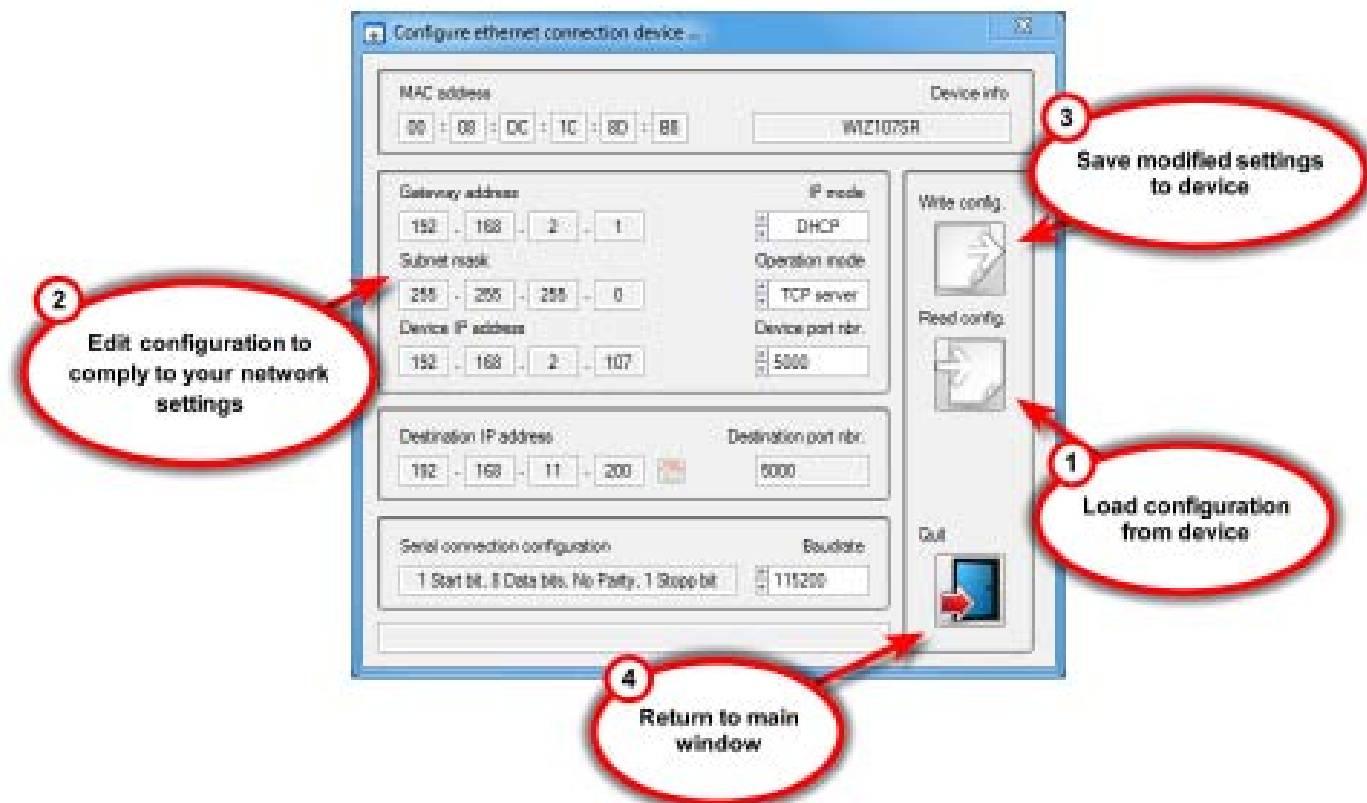 Configure ethernet connection device ...
MAC address
Device info
00 : 08 : DC : 1C : 8D :
WIZ107SR
3
Save modified settings
to device
Gateway address
IP mode
192 . 168 . 2 . 1
DHCP
Write config.
Subnet mask
Operation mode
255 . 255 . 255 . 0
TCP server
2
Edit configuration to
comply to your network
settings
Device IP address
Device port nbr.
192 . 168 . 2 . 107
5000
Read config.
Destination IP address
Destination port nbr.
192 . 168 . 11 . 200
5000
1
Load configuration
from device
Serial connection configuration
Baudrate
1 Start bit, 8 Data bits, No Parity, 1 Stopp bit
115200
Quit
4
Return to main
window